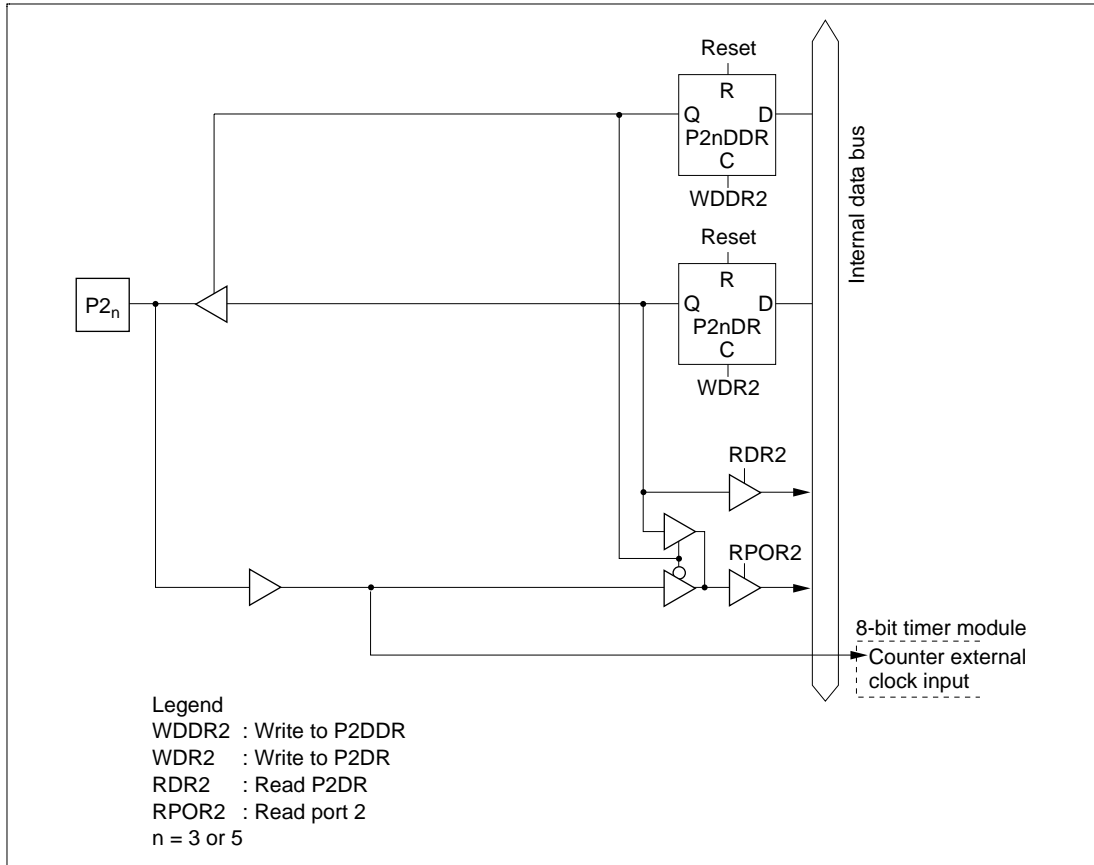 Reset
R
Q D
P2nDDR
C
WDDR2
Reset
R
P2n
Q D
P2nDR
C
WDR2
Internal data bus
RDR2
RPOR2
8-bit timer module
Counter external
clock input
Legend
WDDR2 : Write to P2DDR
WDR2 : Write to P2DR
RDR2 : Read P2DR
RPOR2 : Read port 2
n = 3 or 5